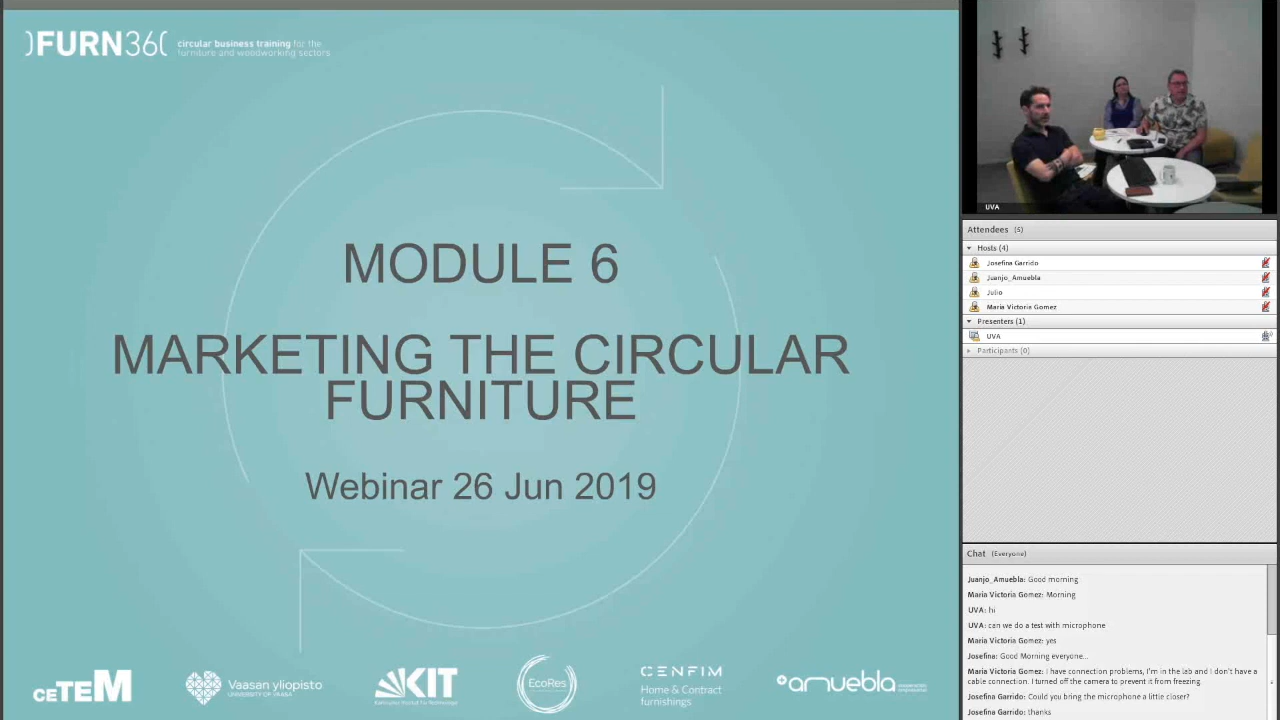 )FURN36(
circular business training for the
furniture and woodworking sectors
MODULE 6
MARKETING THE CIRCULAR
FURNITURE
Webinar 26 Jun 2019
CETEM
Vaasan yliopisto
UNIVERSITY OF VAASA
KIT
Karlsruhe Institut für Technologie
EcoRes
CENFIM
Home & Contract
furnishings
amuebla
UVA
Attendees (5)
Hosts (4)
Josefina Garrido
Juanjo_Amuebla
Julio
Maria Victoria Gomez
Presenters (1)
UVA
Participants (0)
Chat (Everyone)
Juanjo_Amuebla: Good morning
Maria Victoria Gomez: Morning
UVA: hi
UVA: can we do a test with microphone
Maria Victoria Gomez: yes
Josefina: Good Morning everyone...
Maria Victoria Gomez: I have connection problems, I'm in the lab and I don't have a
cable connection. I turned off the camera to prevent it from freezing
Josefina Garrido: Could you bring the microphone a little closer?
Josefina Garrido: thanks